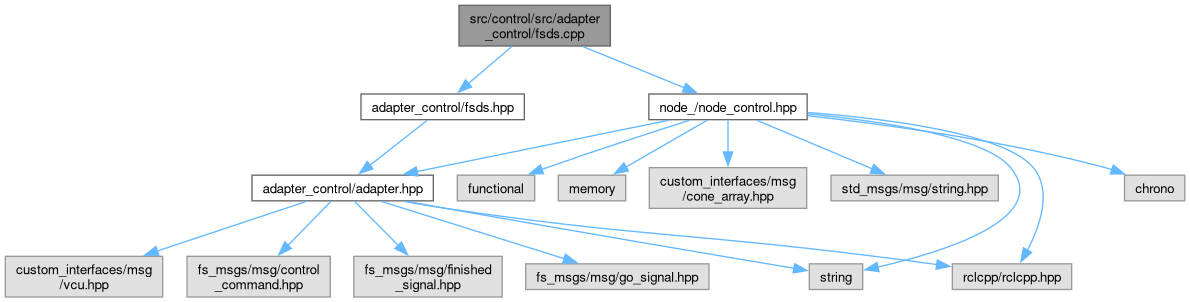 src/control/src/adapter
_control/fsds.cpp
adapter_control/fsds.hpp
node_/node_control.hpp
adapter_control/adapter.hpp
functional
memory
custom_interfaces/msg
/cone_array.hpp
std_msgs/msg/string.hpp
chrono
custom_interfaces/msg
/vcu.hpp
fs_msgs/msg/control
_command.hpp
fs_msgs/msg/finished
_signal.hpp
fs_msgs/msg/go_signal.hpp
string
rclcpp/rclcpp.hpp